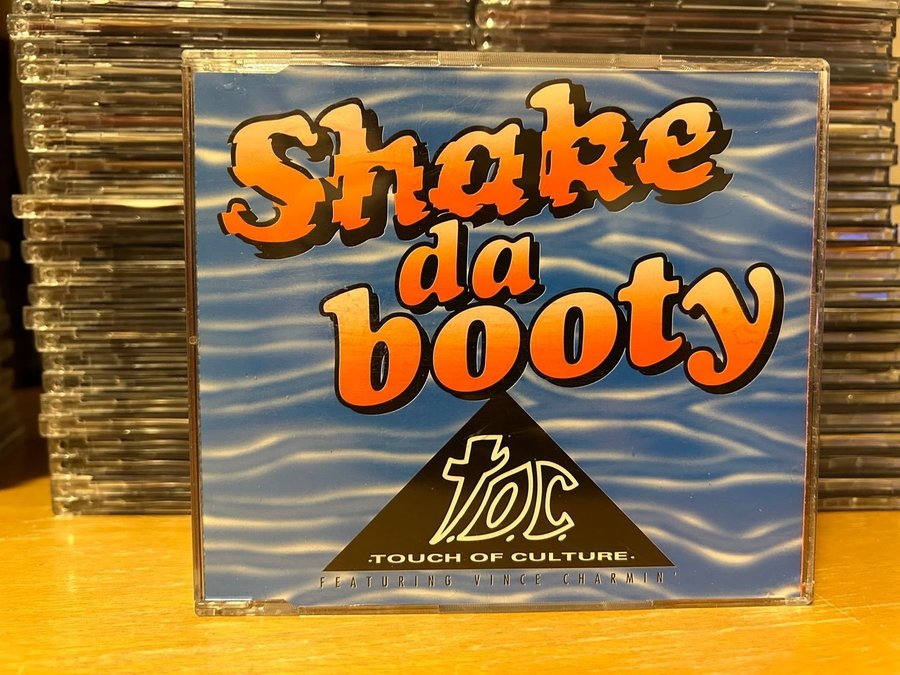 Shake
da
booty
t.o.c.
·TOUCH OF CULTURE·
FEATURING VINCE CHARMIN'